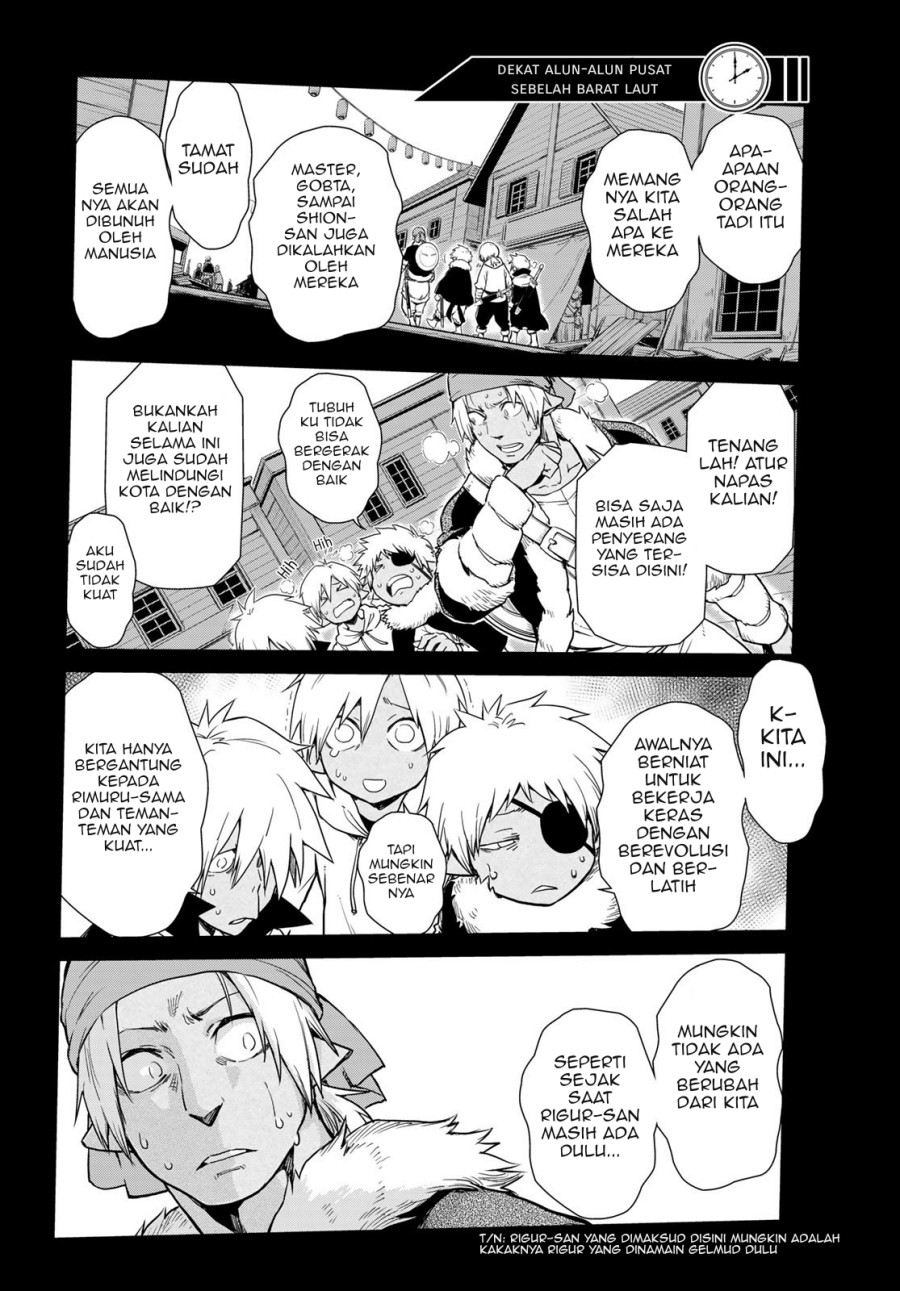 DEKAT ALUN-ALUN PUSAT
SEBELAH BARAT LAUT
APA-
APAAN
ORANG-
ORANG
TADI ITU
MEMANG
NYA KITA
SALAH
APA KE
MEREKA
MASTER,
GOBTA,
SAMPAI
SHION-
SAN JUGA
DIKALAHKAN
OLEH
MEREKA
TAMAT
SUDAH
SEMUA
NYA AKAN
DIBUNUH
OLEH
MANUSIA
TENANG
LAH! ATUR
NAPAS
KALIAN!
BISA SAJA
MASIH ADA
PENYERANG
YANG TER-
SISA DISINI!
TUBUH
KU TIDAK
BISA
BERGERAK
DENGAN
BAIK
Hih
Hih
BUKANKAH
KALIAN
SELAMA INI
JUGA SUDAH
MELINDUNGI
KOTA DENGAN
BAIK!?
AKU
SUDAH
TIDAK
KUAT
K-
KITA
INI...
AWALNYA
BERNIAT
UNTUK
BEKERJA
KERAS
DENGAN
BEREVOLUSI
DAN BER-
LATIH
TAPI
MUNGKIN
SEBENAR
NYA
KITA HANYA
BERGANTUNG
KEPADA
RIMURU-SAMA
DAN TEMAN-
TEMAN YANG
KUAT...
MUNGKIN
TIDAK ADA
YANG
BERUBAH
DARI KITA
SEPERTI
SEJAK
SAAT
RIGUR-SAN
MASIH ADA
DULU...
T/N: RIGUR-SAN YANG DIMAKSUD DISINI MUNGKIN ADALAH
KAKAKNYA RIGUR YANG DINAMAIN GELMUD DULU